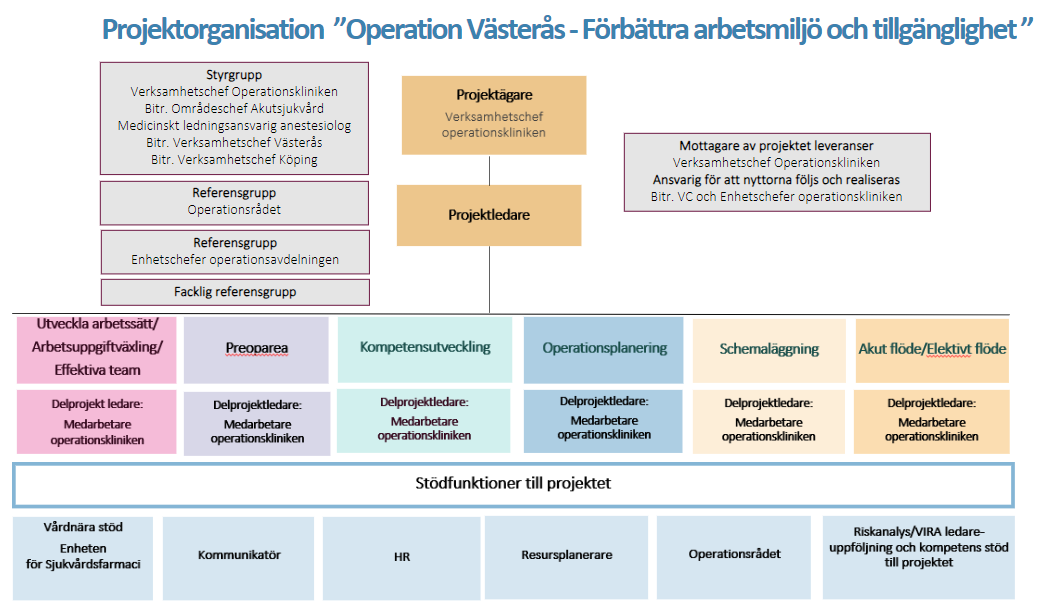 Projektorganisation ”Operation Västerås - Förbättra arbetsmiljö och tillgänglighet ”
Styrgrupp
Verksamhetschef Operationskliniken
Bitr. Områdeschef Akutsjukvård
Medicinskt ledningsansvarig anestesiolog
Bitr. Verksamhetschef Västerås
Bitr. Verksamhetschef Köping
Referensgrupp
Operationsrådet
Referensgrupp
Enhetschefer operationsavdelningen
Facklig referensgrupp
Projektägare
Verksamhetschef
operationskliniken
Projektledare
Mottagare av projektet leveranser
Verksamhetschef Operationskliniken
Ansvarig för att nyttorna följs och realiseras
Bitr. VC och Enhetschefer operationskliniken
Utveckla arbetssätt/
Arbetsuppgiftväxling/
Effektiva team
Preoparea
Kompetensutveckling
Operationsplanering
Schemaläggning
Akut flöde/Elektivt flöde
Delprojekt ledare:
Medarbetare
operationskliniken
Delprojektledare:
Medarbetare
operationskliniken
Delprojektledare:
Medarbetare
operationskliniken
Delprojektledare:
Medarbetare
operationskliniken
Delprojektledare:
Medarbetare
operationskliniken
Delprojektledare:
Medarbetare
operationskliniken
Stödfunktioner till projektet
Vårdnära stöd
Enheten
för Sjukvårdsfarmaci
Kommunikatör
HR
Resursplanerare
Operationsrådet
Riskanalys/VIRA ledare-
uppföljning och kompetens stöd
till projektet